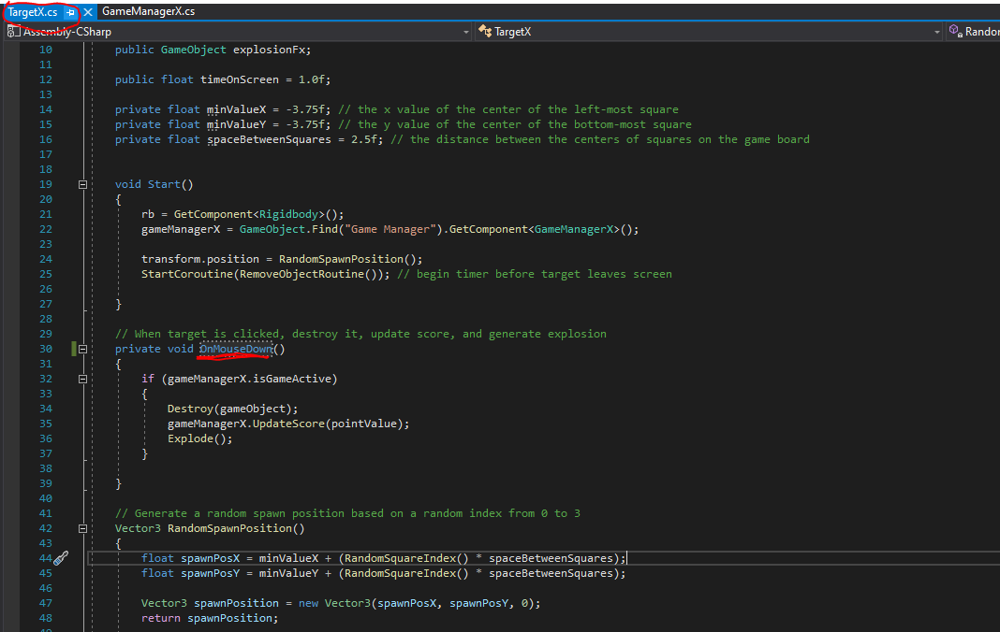 TargetX.cs GameManagerX.cs
Assembly-CSharp TargetX Random
10 public GameObject explosionFx;
11
12 public float timeOnScreen = 1.0f;
13
14 private float minValueX = -3.75f; // the x value of the center of the left-most square
15 private float minValueY = -3.75f; // the y value of the center of the bottom-most square
16 private float spaceBetweenSquares = 2.5f; // the distance between the centers of squares on the game board
17
18
19 void Start()
20 {
21 rb = GetComponent<Rigidbody>();
22 gameManagerX = GameObject.Find("Game Manager").GetComponent<GameManagerX>();
23
24 transform.position = RandomSpawnPosition();
25 StartCoroutine(RemoveObjectRoutine()); // begin timer before target leaves screen
26
27 }
28
29 // When target is clicked, destroy it, update score, and generate explosion
30 private void OnMouseDown()
31 {
32 if (gameManagerX.isGameActive)
33 {
34 Destroy(gameObject);
35 gameManagerX.UpdateScore(pointValue);
36 Explode();
37 }
38
39 }
40
41 // Generate a random spawn position based on a random index from 0 to 3
42 Vector3 RandomSpawnPosition()
43 {
44 float spawnPosX = minValueX + (RandomSquareIndex() * spaceBetweenSquares);
45 float spawnPosY = minValueY + (RandomSquareIndex() * spaceBetweenSquares);
46
47 Vector3 spawnPosition = new Vector3(spawnPosX, spawnPosY, 0);
48 return spawnPosition;